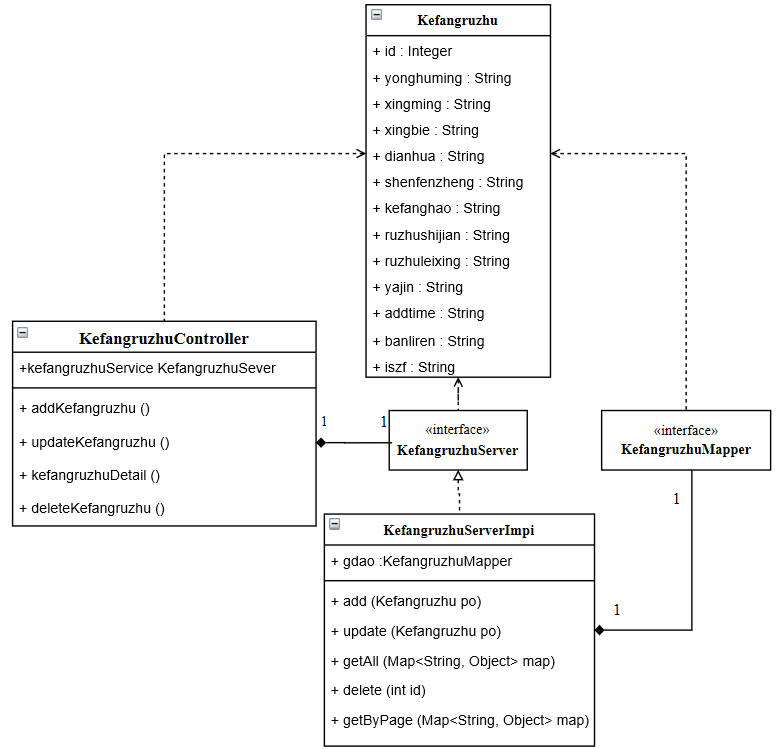 Kefangruzhu
+ id : Integer
+ yonghuming : String
+ xingming : String
+ xingbie : String
+ dianhua : String
+ shenfenzheng : String
+ kefanghao : String
+ ruzhushijian : String
+ ruzhuleixing : String
+ yajin : String
+ addtime : String
+ banliren : String
+ iszf : String
KefangruzhuController
+kefangruzhuService KefangruzhuSever
+ addKefangruzhu ()
+ updateKefangruzhu ()
+ kefangruzhuDetail ()
+ deleteKefangruzhu ()
1
1
«interface»
KefangruzhuServer
«interface»
KefangruzhuMapper
1
KefangruzhuServerImpi
+ gdao :KefangruzhuMapper
+ add (Kefangruzhu po)
+ update (Kefangruzhu po)
+ getAll (Map<String, Object> map)
+ delete (int id)
+ getByPage (Map<String, Object> map)
1